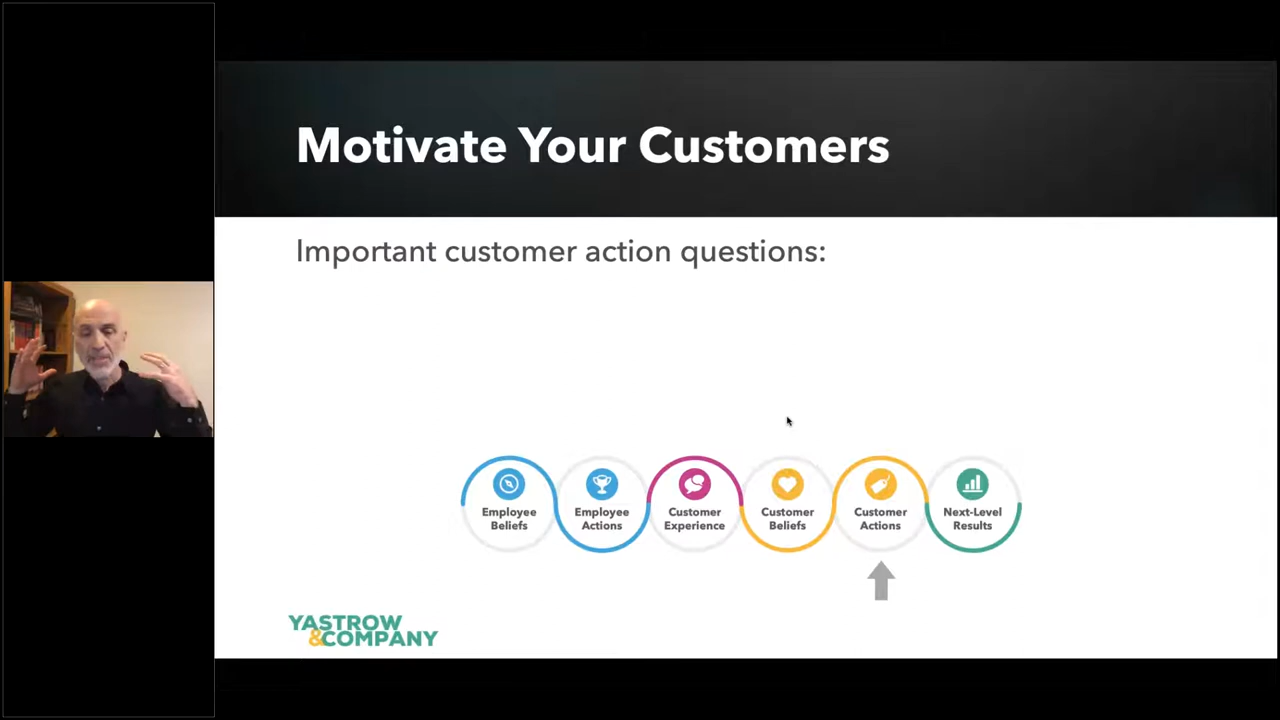 Motivate Your Customers
Important customer action questions:
Employee
Beliefs
Employee
Actions
Customer
Experience
Customer
Beliefs
Customer
Actions
Next-Level
Results
YASTROW
&COMPANY